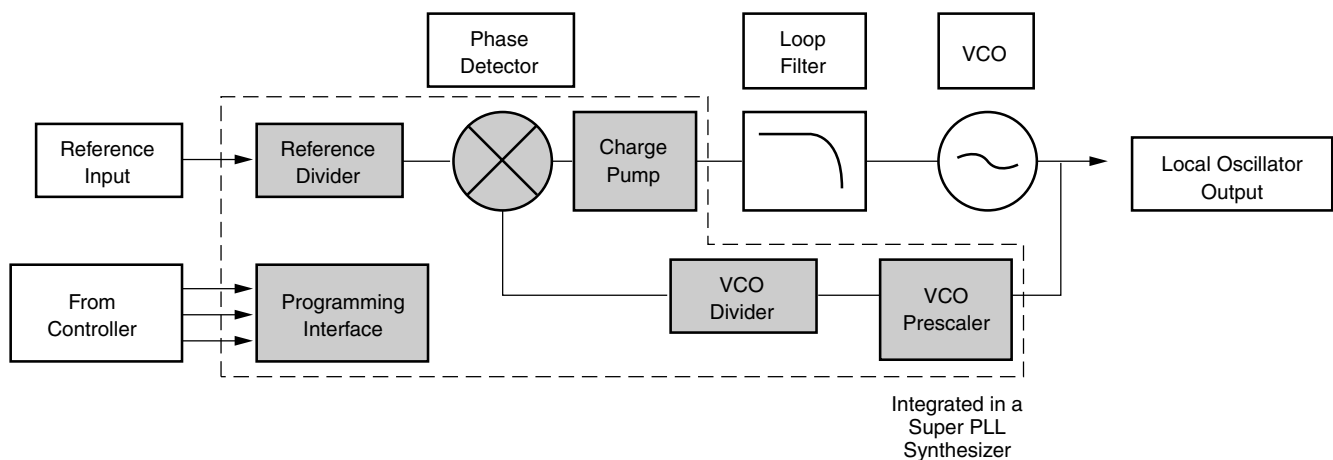 Phase
Detector
Loop
Filter
VCO
Reference
Input
Reference
Divider
Charge
Pump
Local Oscillator
Output
From
Controller
Programming
Interface
VCO
Divider
VCO
Prescaler
Integrated in a
Super PLL
Synthesizer